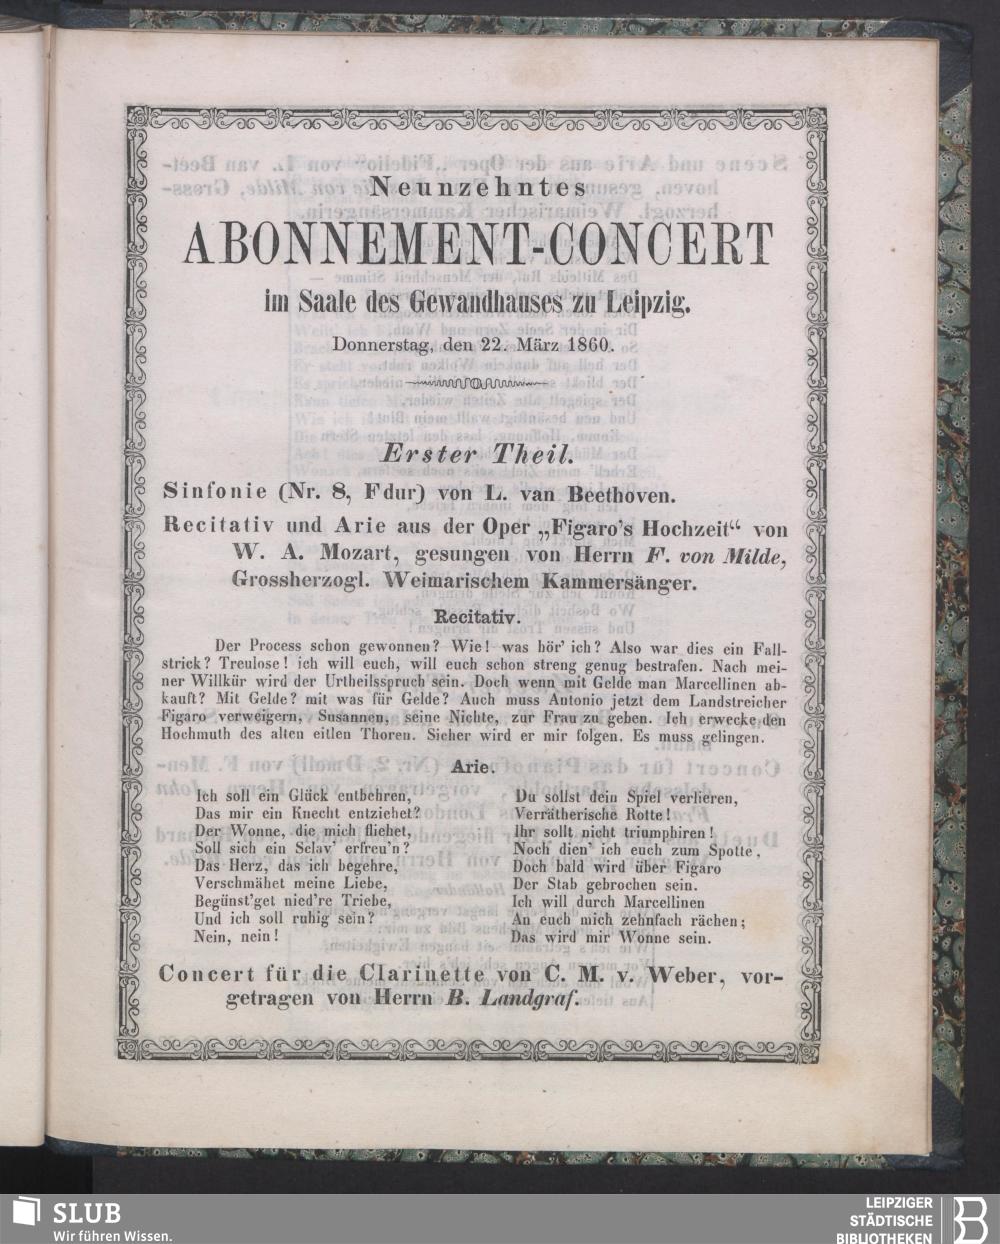 Neunzehntes
ABONNEMENT-CONCERT
im Saale des Gewandhauses zu Leipzig.
Donnerstag, den 22. März 1860.
Erster Theil.
Sinfonie (Nr. 8, Fdur) von L. van Beethoven.
Recitativ und Arie aus der Oper „Figaro's Hochzeit“ von
W. A. Mozart, gesungen von Herrn F. von Milde,
Grossherzogl. Weimarischem Kammersänger.
Recitativ.
Der Process schon gewonnen? Wie! was hör' ich? Also war dies ein Fall-
strick? Treulose! ich will euch, will euch schon streng genug bestrafen. Nach mei-
ner Willkür wird der Urtheilsspruch sein. Doch wenn mit Gelde man Marcellinen ab-
kauft? Mit Gelde? mit was für Gelde? Auch muss Antonio jetzt dem Landstreicher
Figaro verweigern, Susannen, seine Nichte, zur Frau zu geben. Ich erwecke den
Hochmuth des alten eitlen Thoren. Sicher wird er mir folgen. Es muss gelingen.
Arie.
Ich soll ein Glück entbehren,
Das mir ein Knecht entziehet?
Der Wonne, die mich fliehet,
Soll sich ein Sclav' erfreu'n?
Das Herz, das ich begehre,
Verschmähet meine Liebe,
Begünst'get nied're Triebe,
Und ich soll ruhig sein?
Nein, nein!
Du sollst dein Spiel verlieren,
Verrätherische Rotte!
Ihr sollt nicht triumphiren!
Noch dien' ich euch zum Spotte,
Doch bald wird über Figaro
Der Stab gebrochen sein.
Ich will durch Marcellinen
An euch mich zehnfach rächen;
Das wird mir Wonne sein.
Concert für die Clarinette von C. M. v. Weber, vor-
getragen von Herrn B. Landgraf.
SLUB
Wir führen Wissen.
LEIPZIGER
STÄDTISCHE
BIBLIOTHEKEN